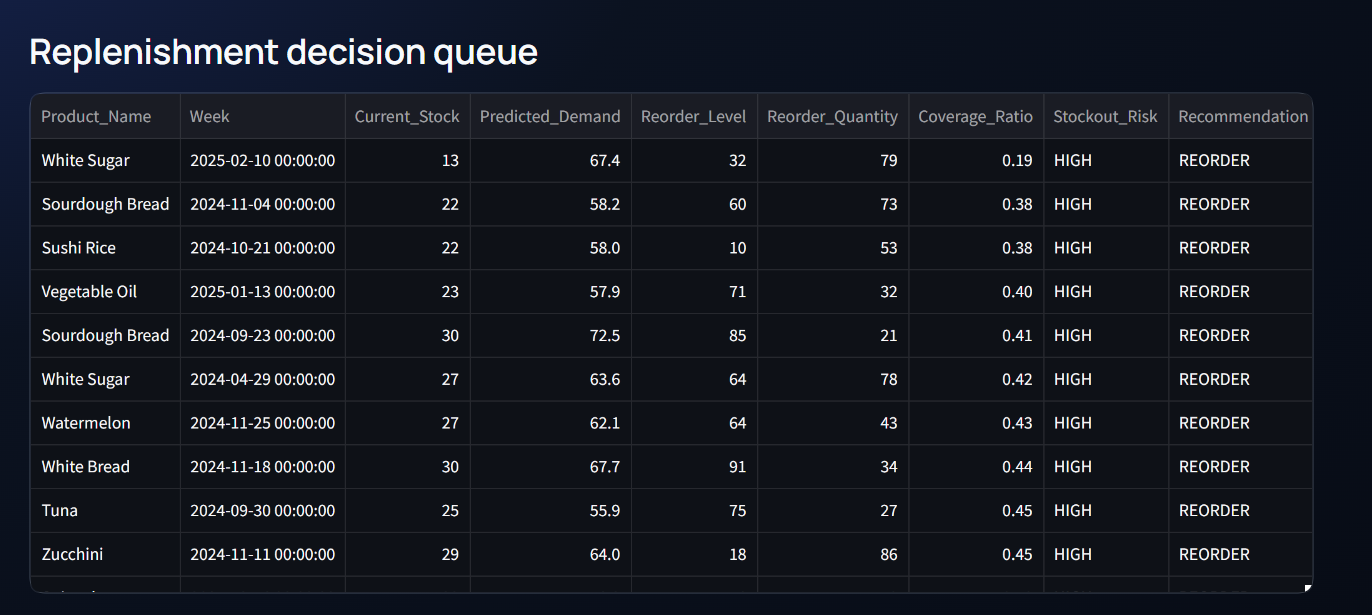 Replenishment decision queue
Product_Name Week Current_Stock Predicted_Demand Reorder_Level Reorder_Quantity Coverage_Ratio Stockout_Risk Recommendation
White Sugar 2025-02-10 00:00:00 13 67.4 32 79 0.19 HIGH REORDER
Sourdough Bread 2024-11-04 00:00:00 22 58.2 60 73 0.38 HIGH REORDER
Sushi Rice 2024-10-21 00:00:00 22 58.0 10 53 0.38 HIGH REORDER
Vegetable Oil 2025-01-13 00:00:00 23 57.9 71 32 0.40 HIGH REORDER
Sourdough Bread 2024-09-23 00:00:00 30 72.5 85 21 0.41 HIGH REORDER
White Sugar 2024-04-29 00:00:00 27 63.6 64 78 0.42 HIGH REORDER
Watermelon 2024-11-25 00:00:00 27 62.1 64 43 0.43 HIGH REORDER
White Bread 2024-11-18 00:00:00 30 67.7 91 34 0.44 HIGH REORDER
Tuna 2024-09-30 00:00:00 25 55.9 75 27 0.45 HIGH REORDER
Zucchini 2024-11-11 00:00:00 29 64.0 18 86 0.45 HIGH REORDER